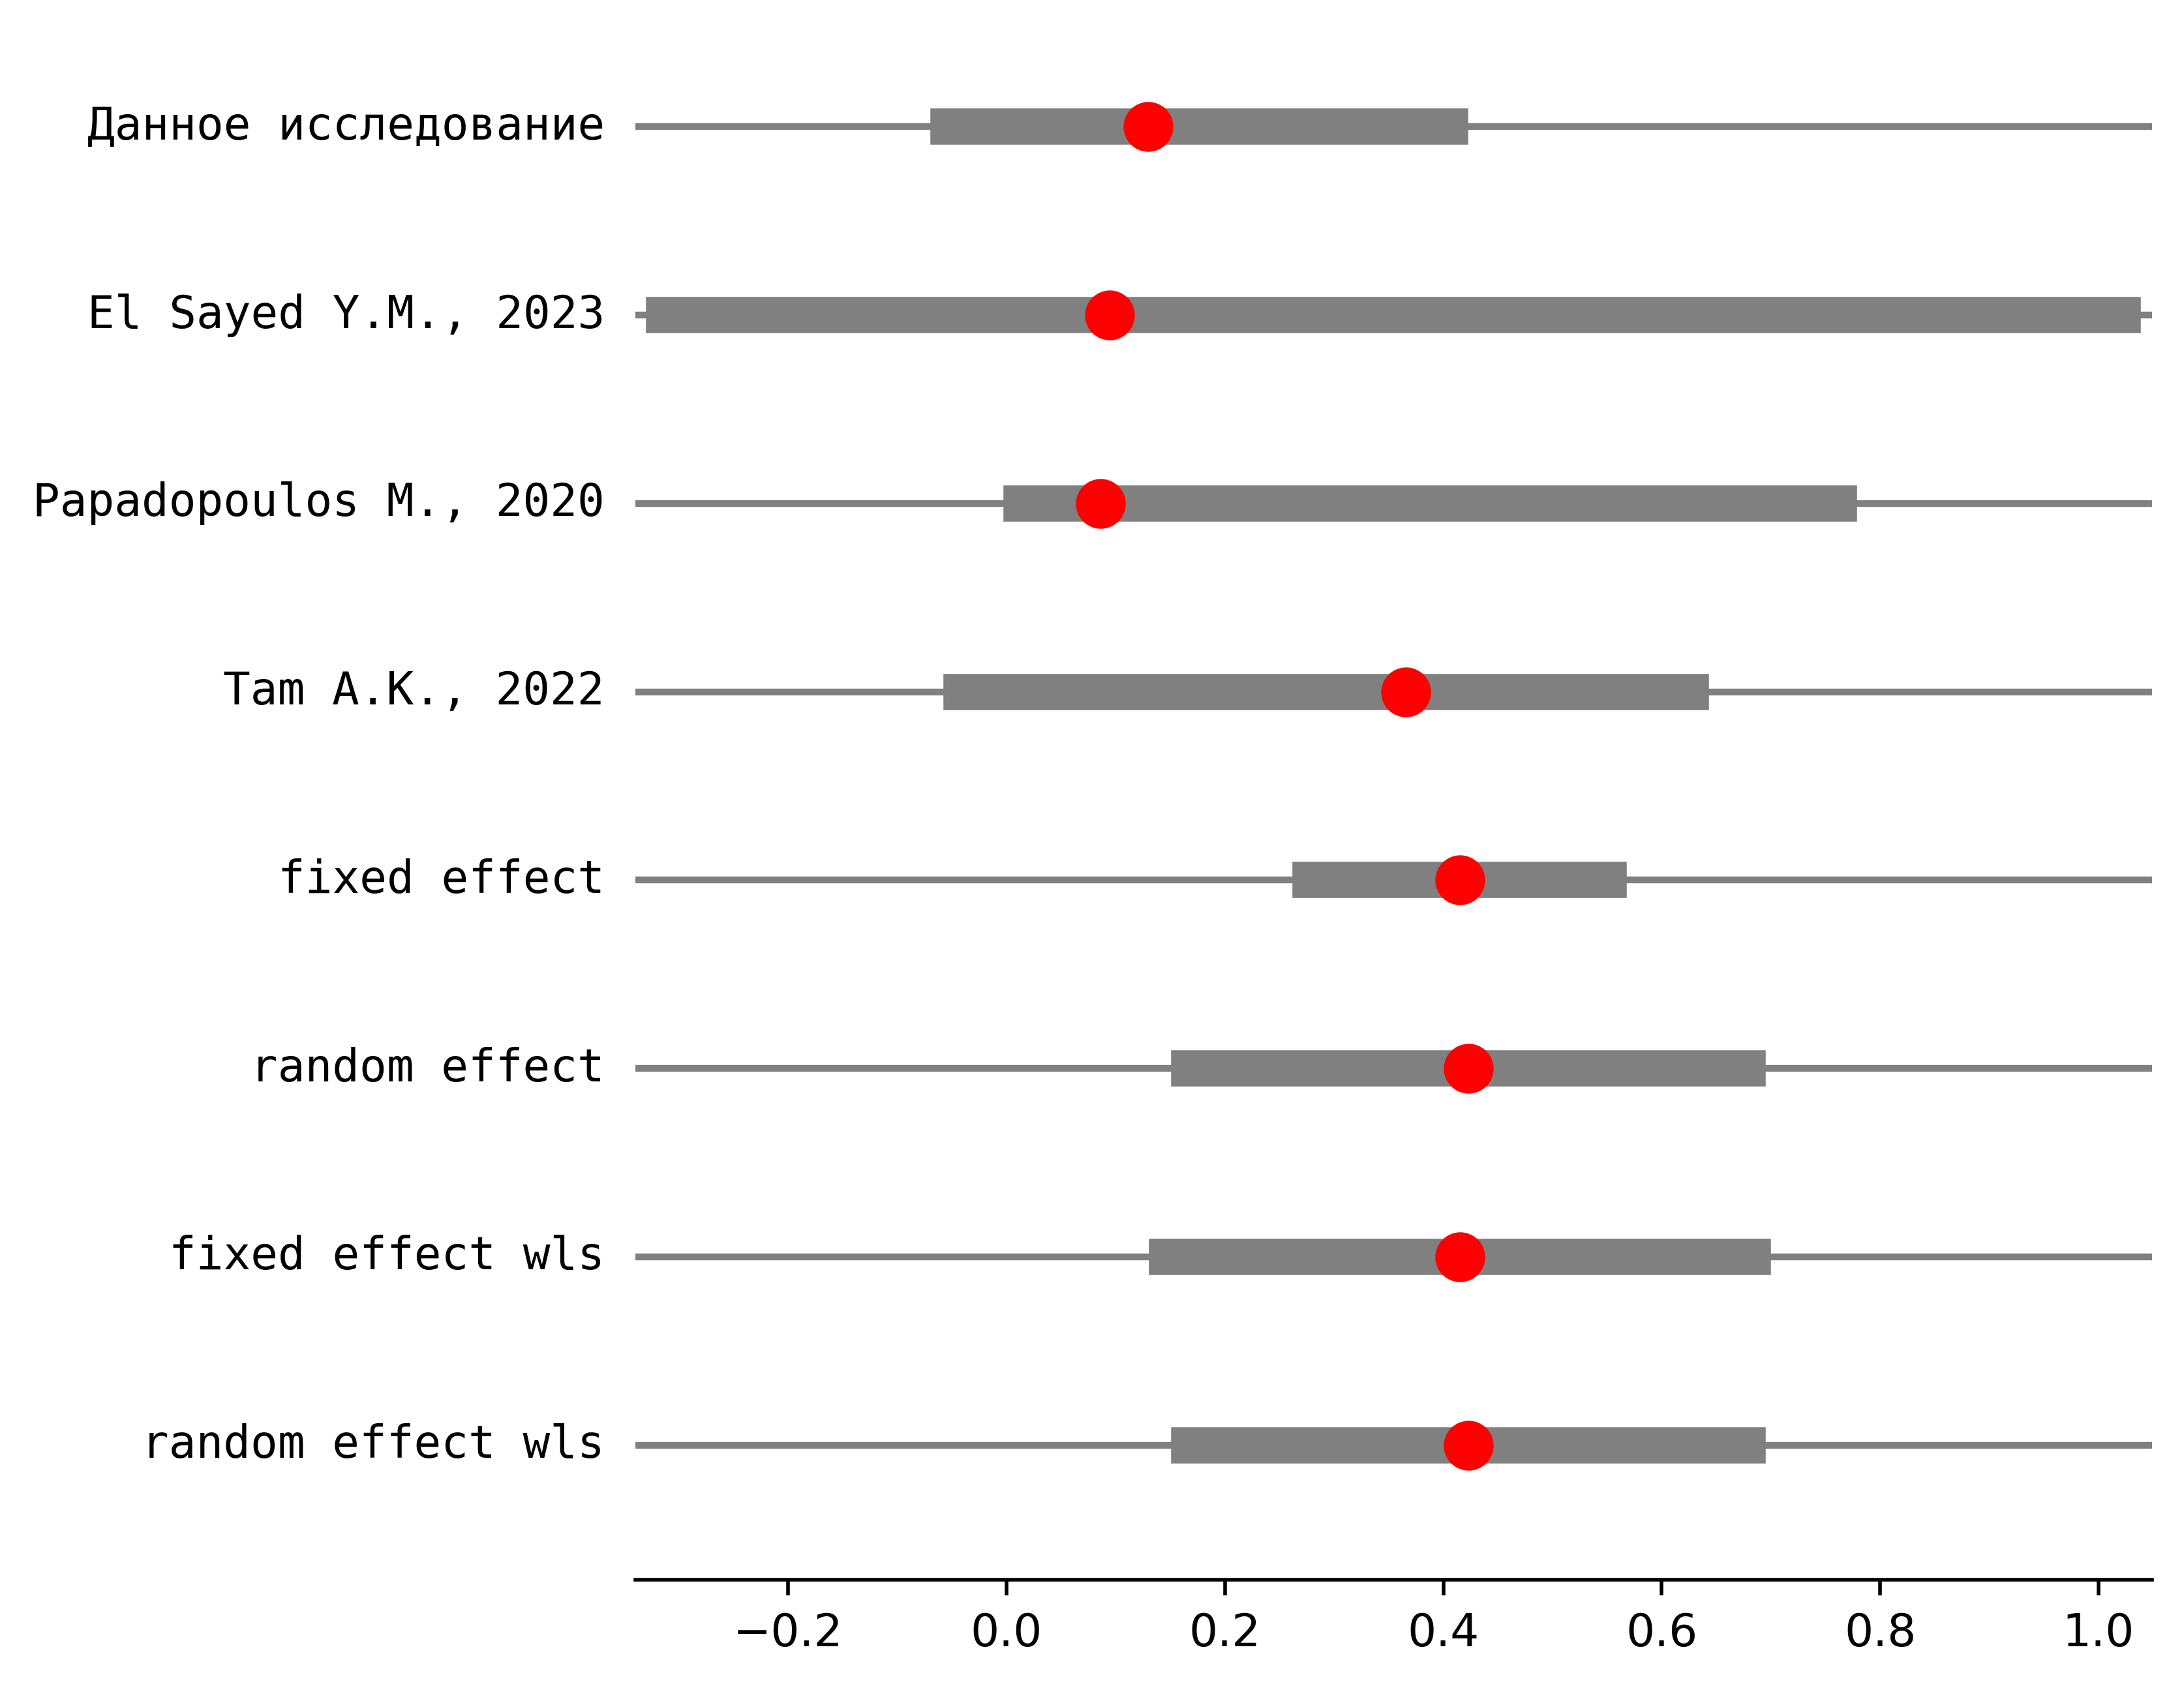 Данное исследование
El Sayed Y.M., 2023
Papadopoulos M., 2020
Tam A.K., 2022
fixed effect
random effect
fixed effect wls
random effect wls
−0.2 0.0 0.2 0.4 0.6 0.8 1.0